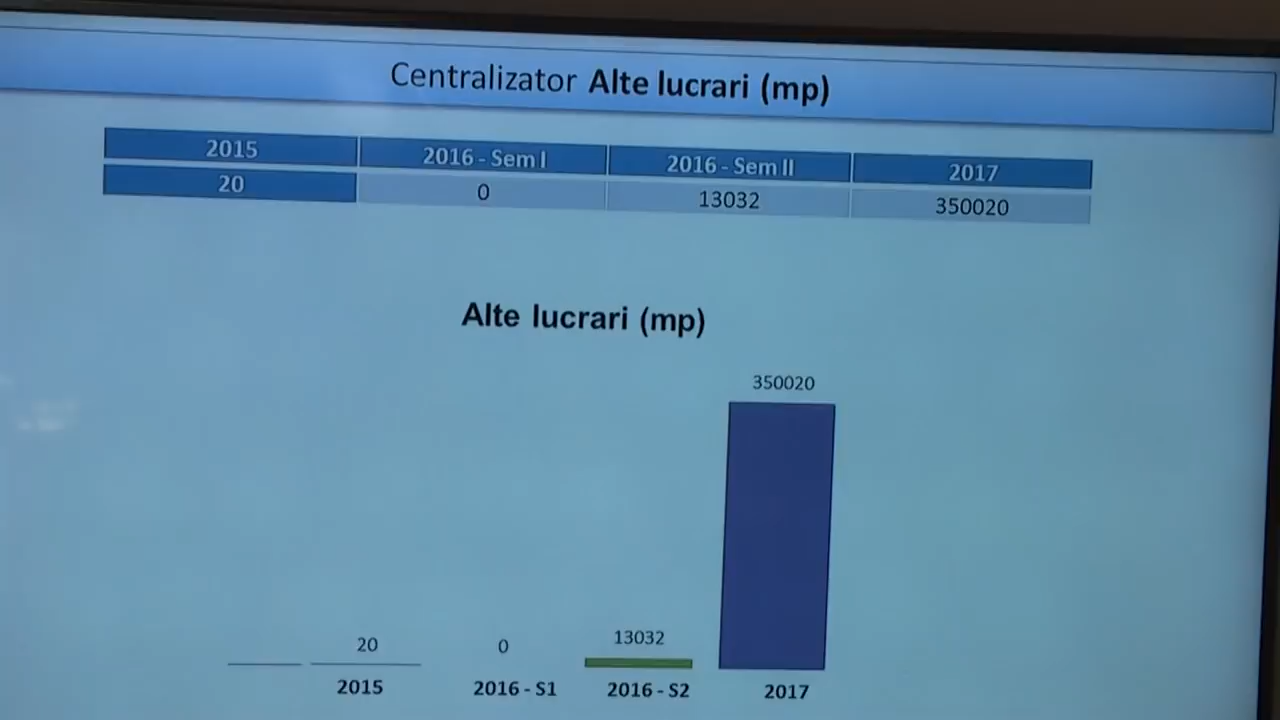 Centralizator Alte lucrari (mp)
2015 2016 - Sem I 2016 - Sem II 2017
20 0 13032 350020
Alte lucrari (mp)
350020
20 0 13032
2015 2016 - S1 2016 - S2 2017